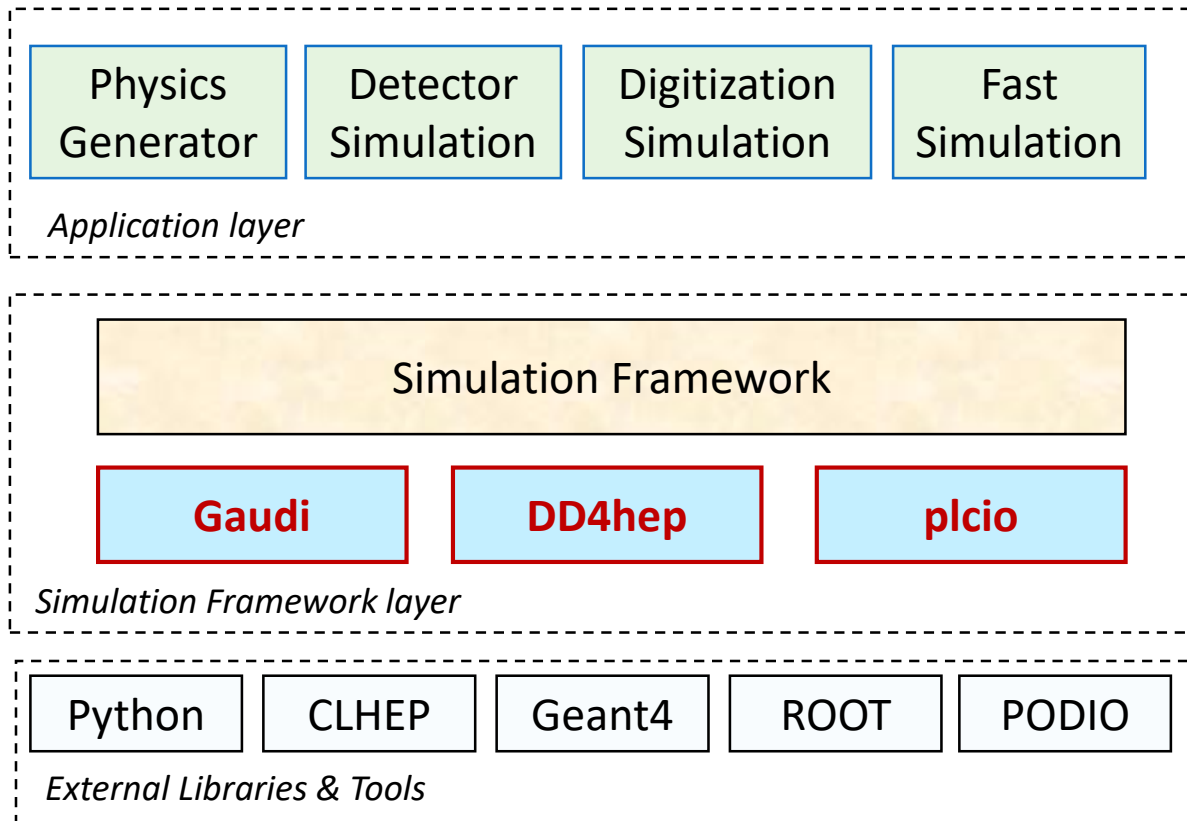 Physics
Generator
Detector
Simulation
Digitization
Simulation
Fast
Simulation
Application layer
Simulation Framework
Gaudi
DD4hep
plcio
Simulation Framework layer
Python
CLHEP
Geant4
ROOT
PODIO
External Libraries & Tools